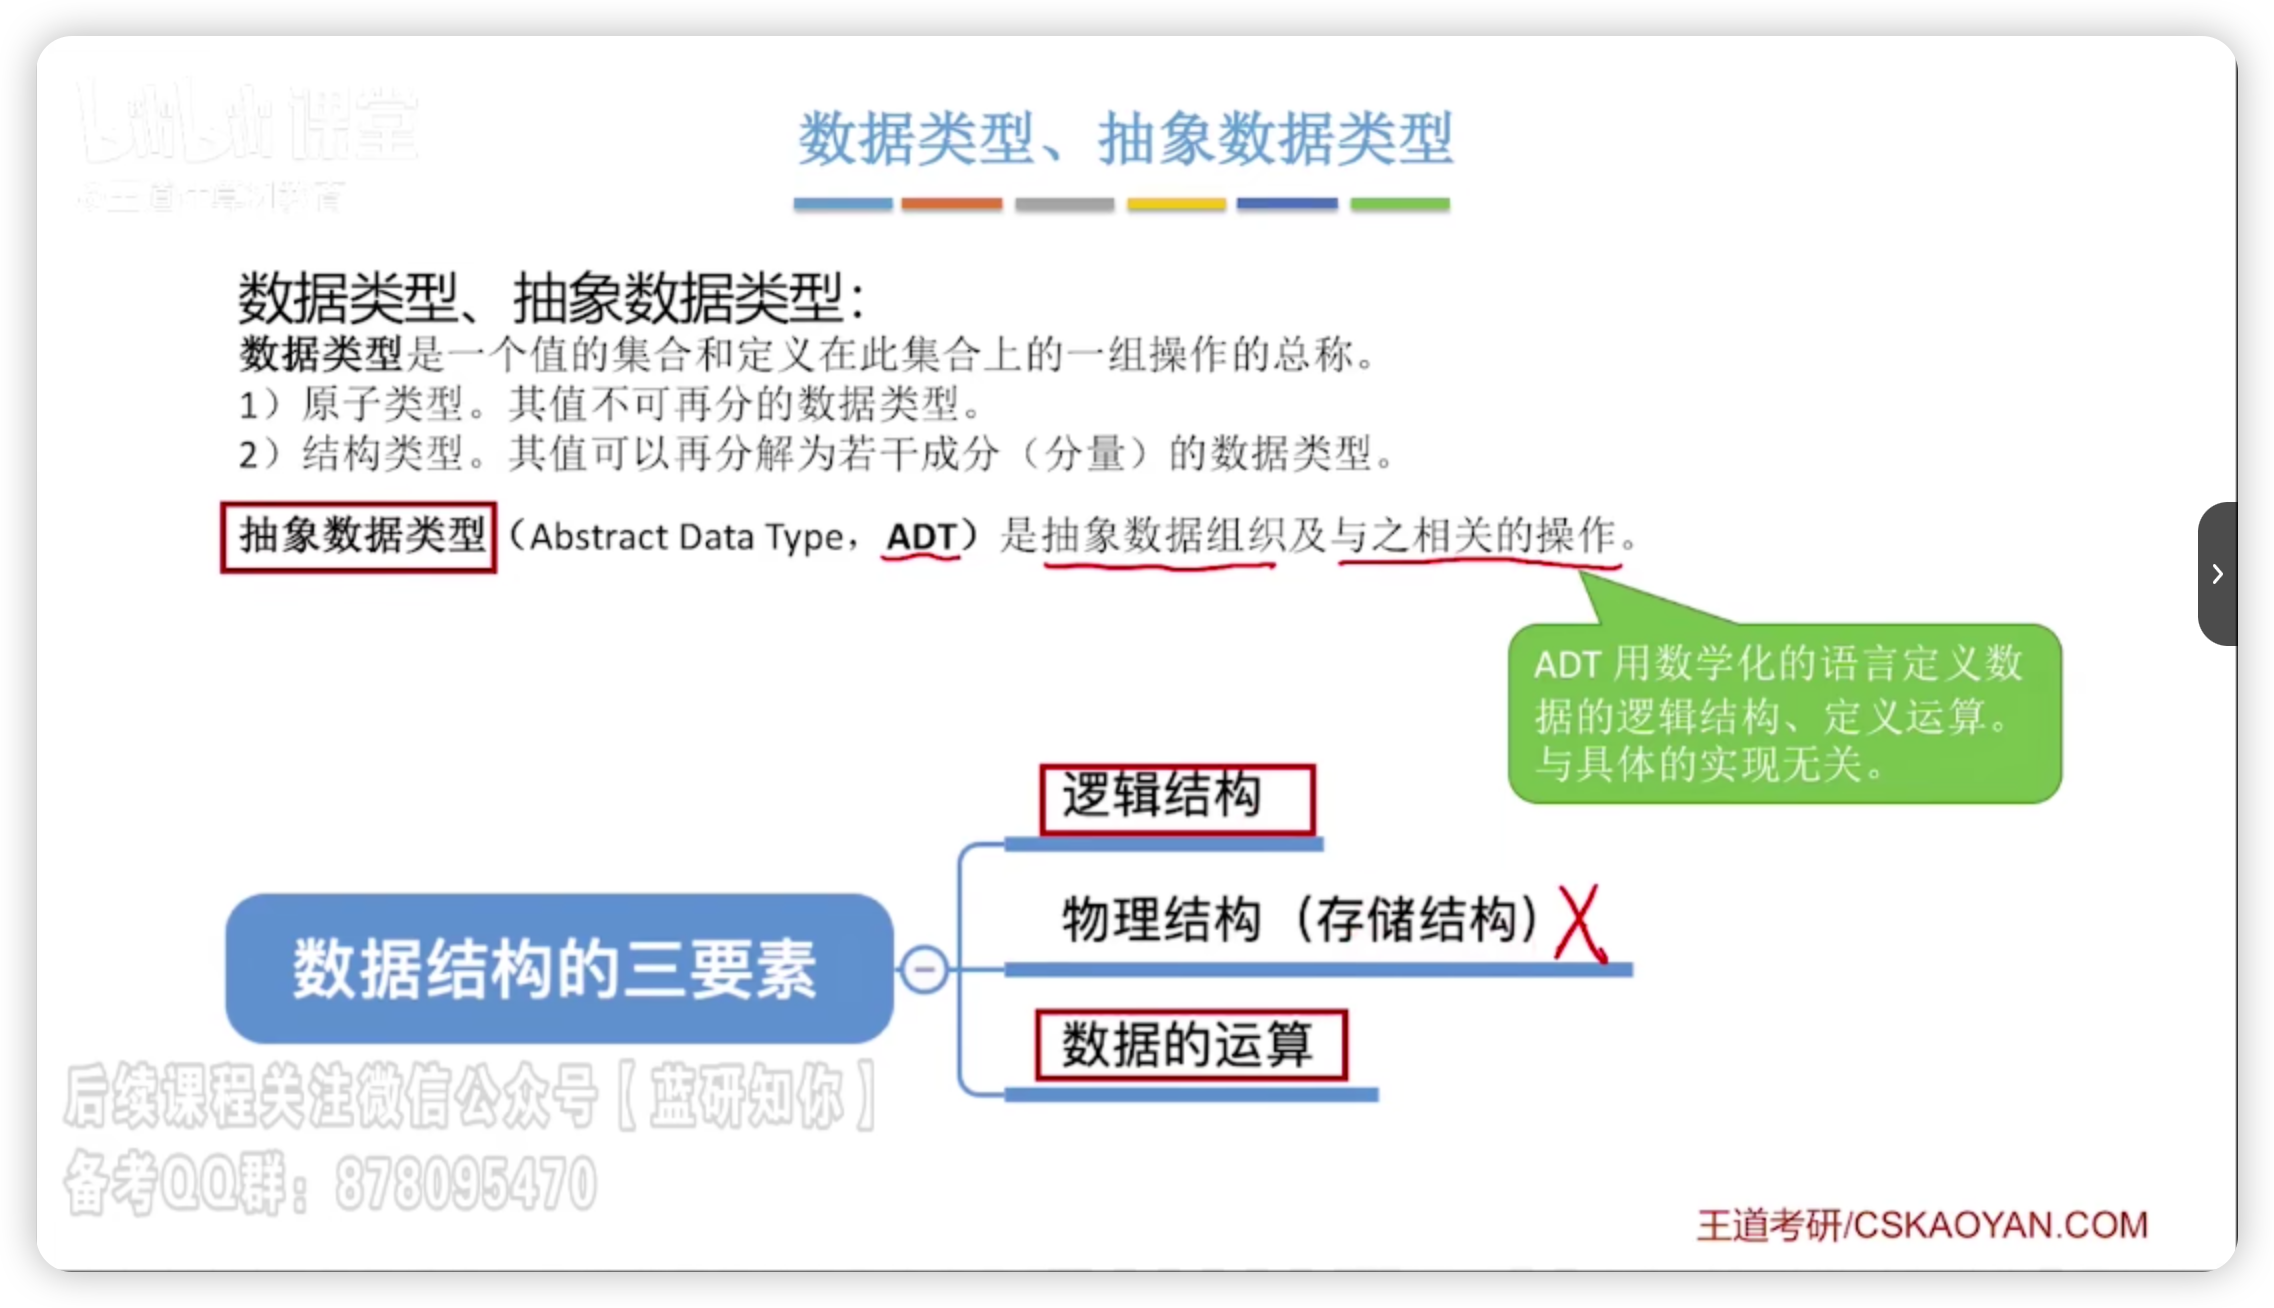 bilibili 课堂
@王道计算机教育
数据类型、抽象数据类型
数据类型、抽象数据类型：
数据类型是一个值的集合和定义在此集合上的一组操作的总称。
1）原子类型。其值不可再分的数据类型。
2）结构类型。其值可以再分解为若干成分（分量）的数据类型。
抽象数据类型（Abstract Data Type，ADT）是抽象数据组织及与之相关的操作。
ADT 用数学化的语言定义数
据的逻辑结构、定义运算。
与具体的实现无关。
逻辑结构
物理结构（存储结构）
数据结构的三要素
数据的运算
后续课程关注微信公众号【蓝研知你】
备考QQ群：878095470
王道考研/CSKAOYAN.COM